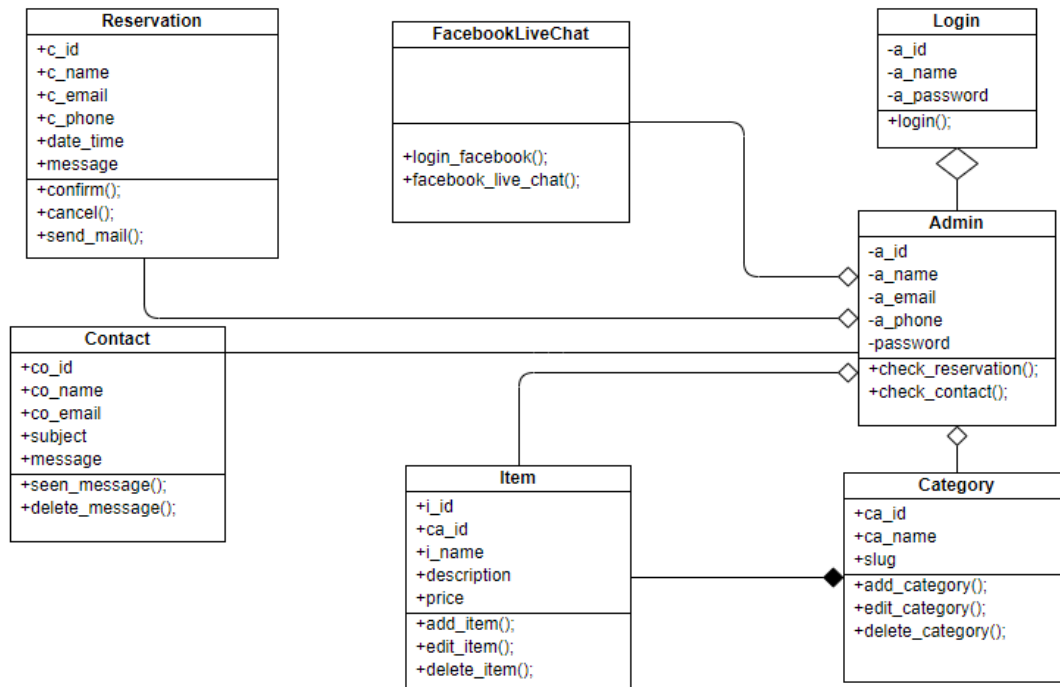 Reservation
+c_id
+c_name
+c_email
+c_phone
+date_time
+message
+confirm();
+cancel();
+send_mail();
FacebookLiveChat
+login_facebook();
+facebook_live_chat();
Login
-a_id
-a_name
-a_password
+login();
Admin
-a_id
-a_name
-a_email
-a_phone
-password
+check_reservation();
+check_contact();
Contact
+co_id
+co_name
+co_email
+subject
+message
+seen_message();
+delete_message();
Item
+i_id
+ca_id
+i_name
+description
+price
+add_item();
+edit_item();
+delete_item();
Category
+ca_id
+ca_name
+slug
+add_category();
+edit_category();
+delete_category();